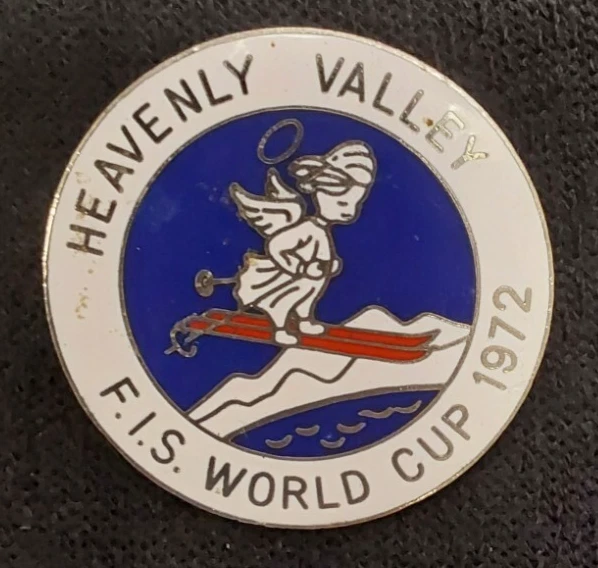 HEAVENLY VALLEY
F.I.S. WORLD CUP 1972